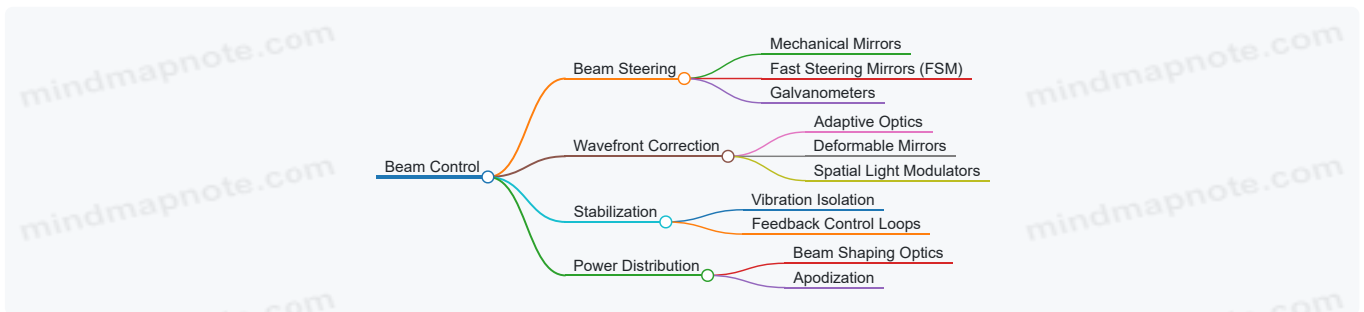 mindmapnote.com
mindmapnote.com
Mechanical Mirrors
Beam Steering
Fast Steering Mirrors (FSM)
Galvanometers
Adaptive Optics
Wavefront Correction
Deformable Mirrors
Beam Control
Spatial Light Modulators
mindmapnote.com
mindmapnote.com
Vibration Isolation
Stabilization
Feedback Control Loops
Beam Shaping Optics
Power Distribution
Apodization
.com
.com